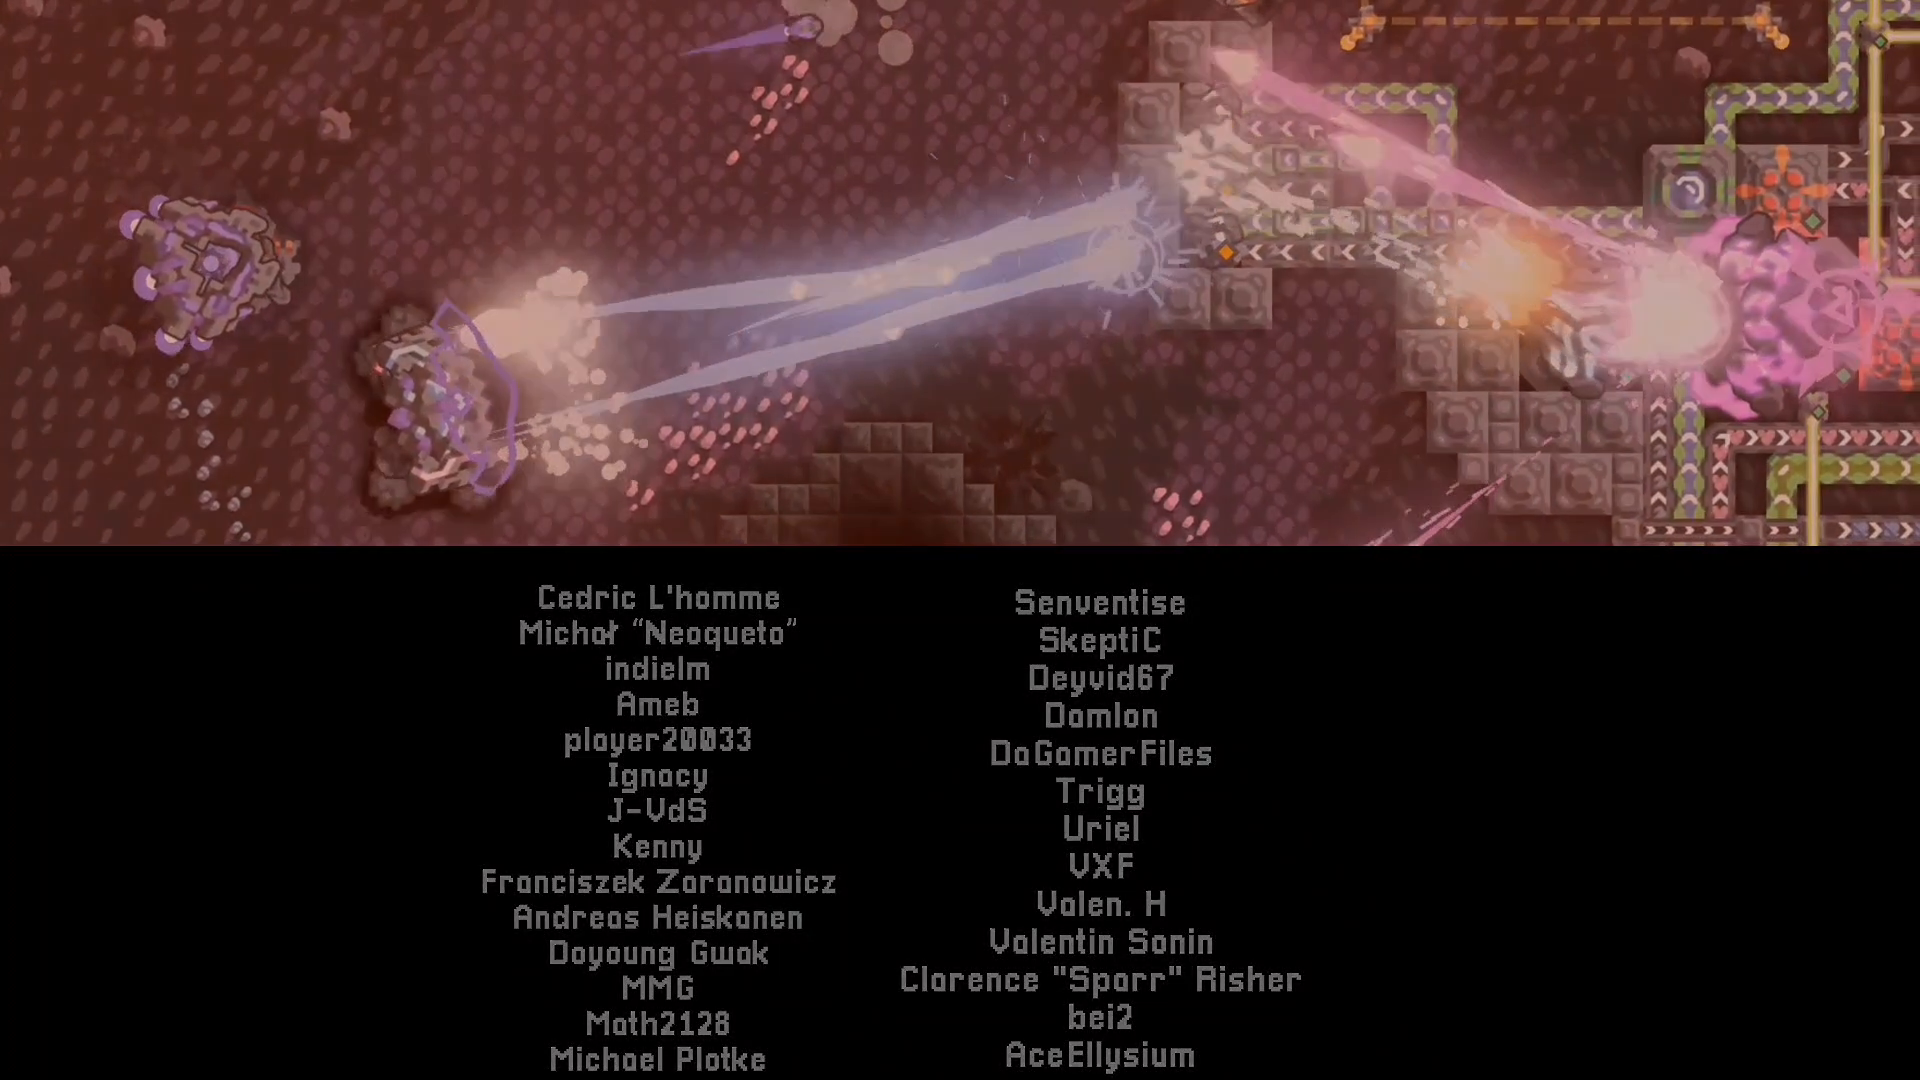 Cedric L'homme
Michał “Neoqueto”
indielm
Ameb
player20033
Ignacy
J-VdS
Kenny
Franciszek Zaranowicz
Andreas Heiskanen
Doyoung Gwak
MMG
Math2128
Michael Plotke
Senventise
SkeptiC
Deyvid67
Damlon
DaGamerFiles
Trigg
Uriel
VXF
Valen. H
Valentin Sonin
Clarence "Sparr" Risher
bei2
AceEllysium